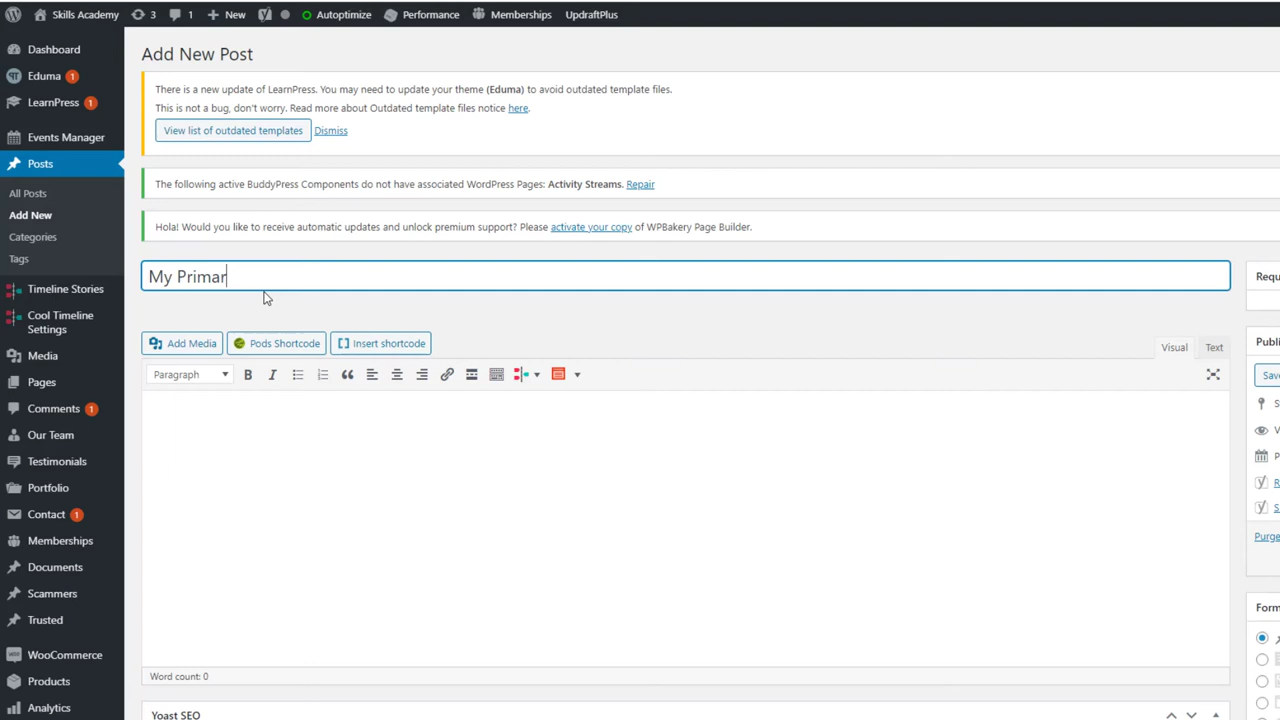 Skills Academy 3 1 New Autoptimize Performance Memberships UpdraftPlus
Dashboard
Eduma 1
LearnPress 1
Events Manager
Posts
All Posts
Add New
Categories
Tags
Timeline Stories
Cool Timeline
Settings
Media
Pages
Comments 1
Our Team
Testimonials
Portfolio
Contact 1
Memberships
Documents
Scammers
Trusted
WooCommerce
Products
Analytics
Add New Post
There is a new update of LearnPress. You may need to update your theme (Eduma) to avoid outdated template files.
This is not a bug, don't worry. Read more about Outdated template files notice here.
View list of outdated templates Dismiss
The following active BuddyPress Components do not have associated WordPress Pages: Activity Streams. Repair
Hola! Would you like to receive automatic updates and unlock premium support? Please activate your copy of WPBakery Page Builder.
My Primar
Add Media Pods Shortcode Insert shortcode
Visual Text
Paragraph
Word count: 0
Yoast SEO
Requ
Publi
Sav
S
V
P
R
S
Purge
Form